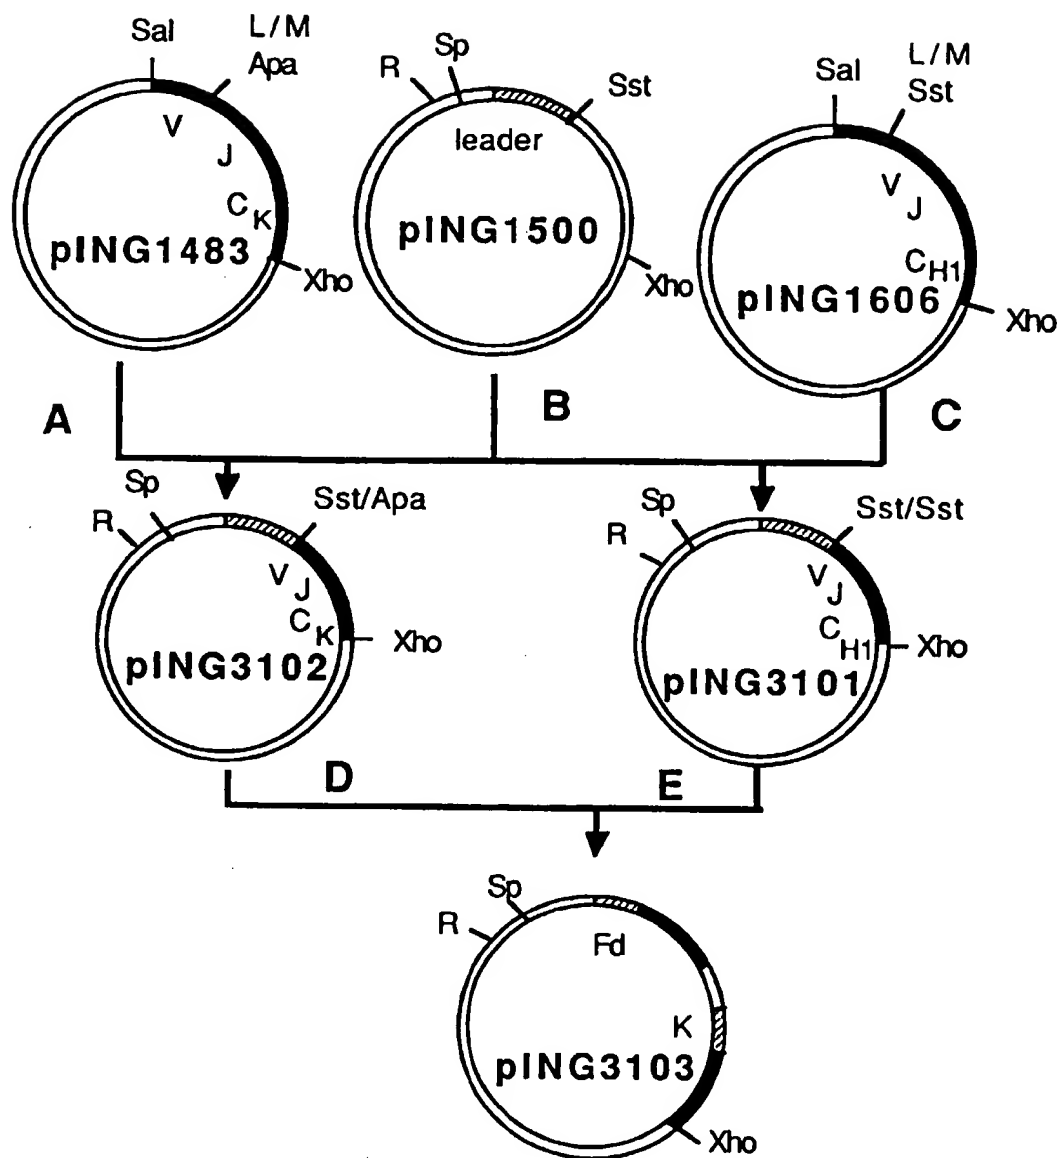 Sal
L/M
Apa
V
J
CK
pING1483
Xho
R
Sp
Sst
leader
pING1500
Xho
Sal
L/M
Sst
V
J
CH1
pING1606
Xho
A
B
C
R
Sp
Sst/Apa
V
J
CK
Xho
pING3102
R
Sp
Sst/Sst
V
J
CH1
Xho
pING3101
D
E
R
Sp
Fd
K
pING3103
Xho